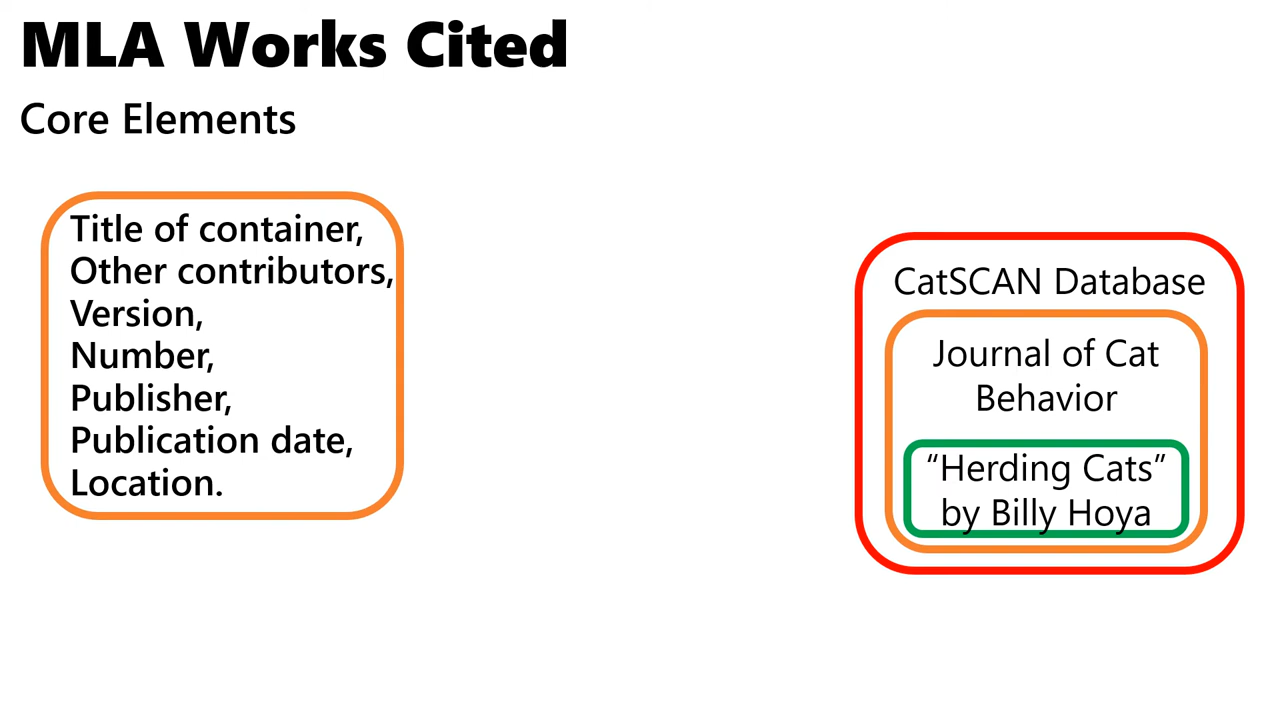 MLA Works Cited
Core Elements
Title of container,
Other contributors,
Version,
Number,
Publisher,
Publication date,
Location.
CatSCAN Database
Journal of Cat
Behavior
“Herding Cats”
by Billy Hoya